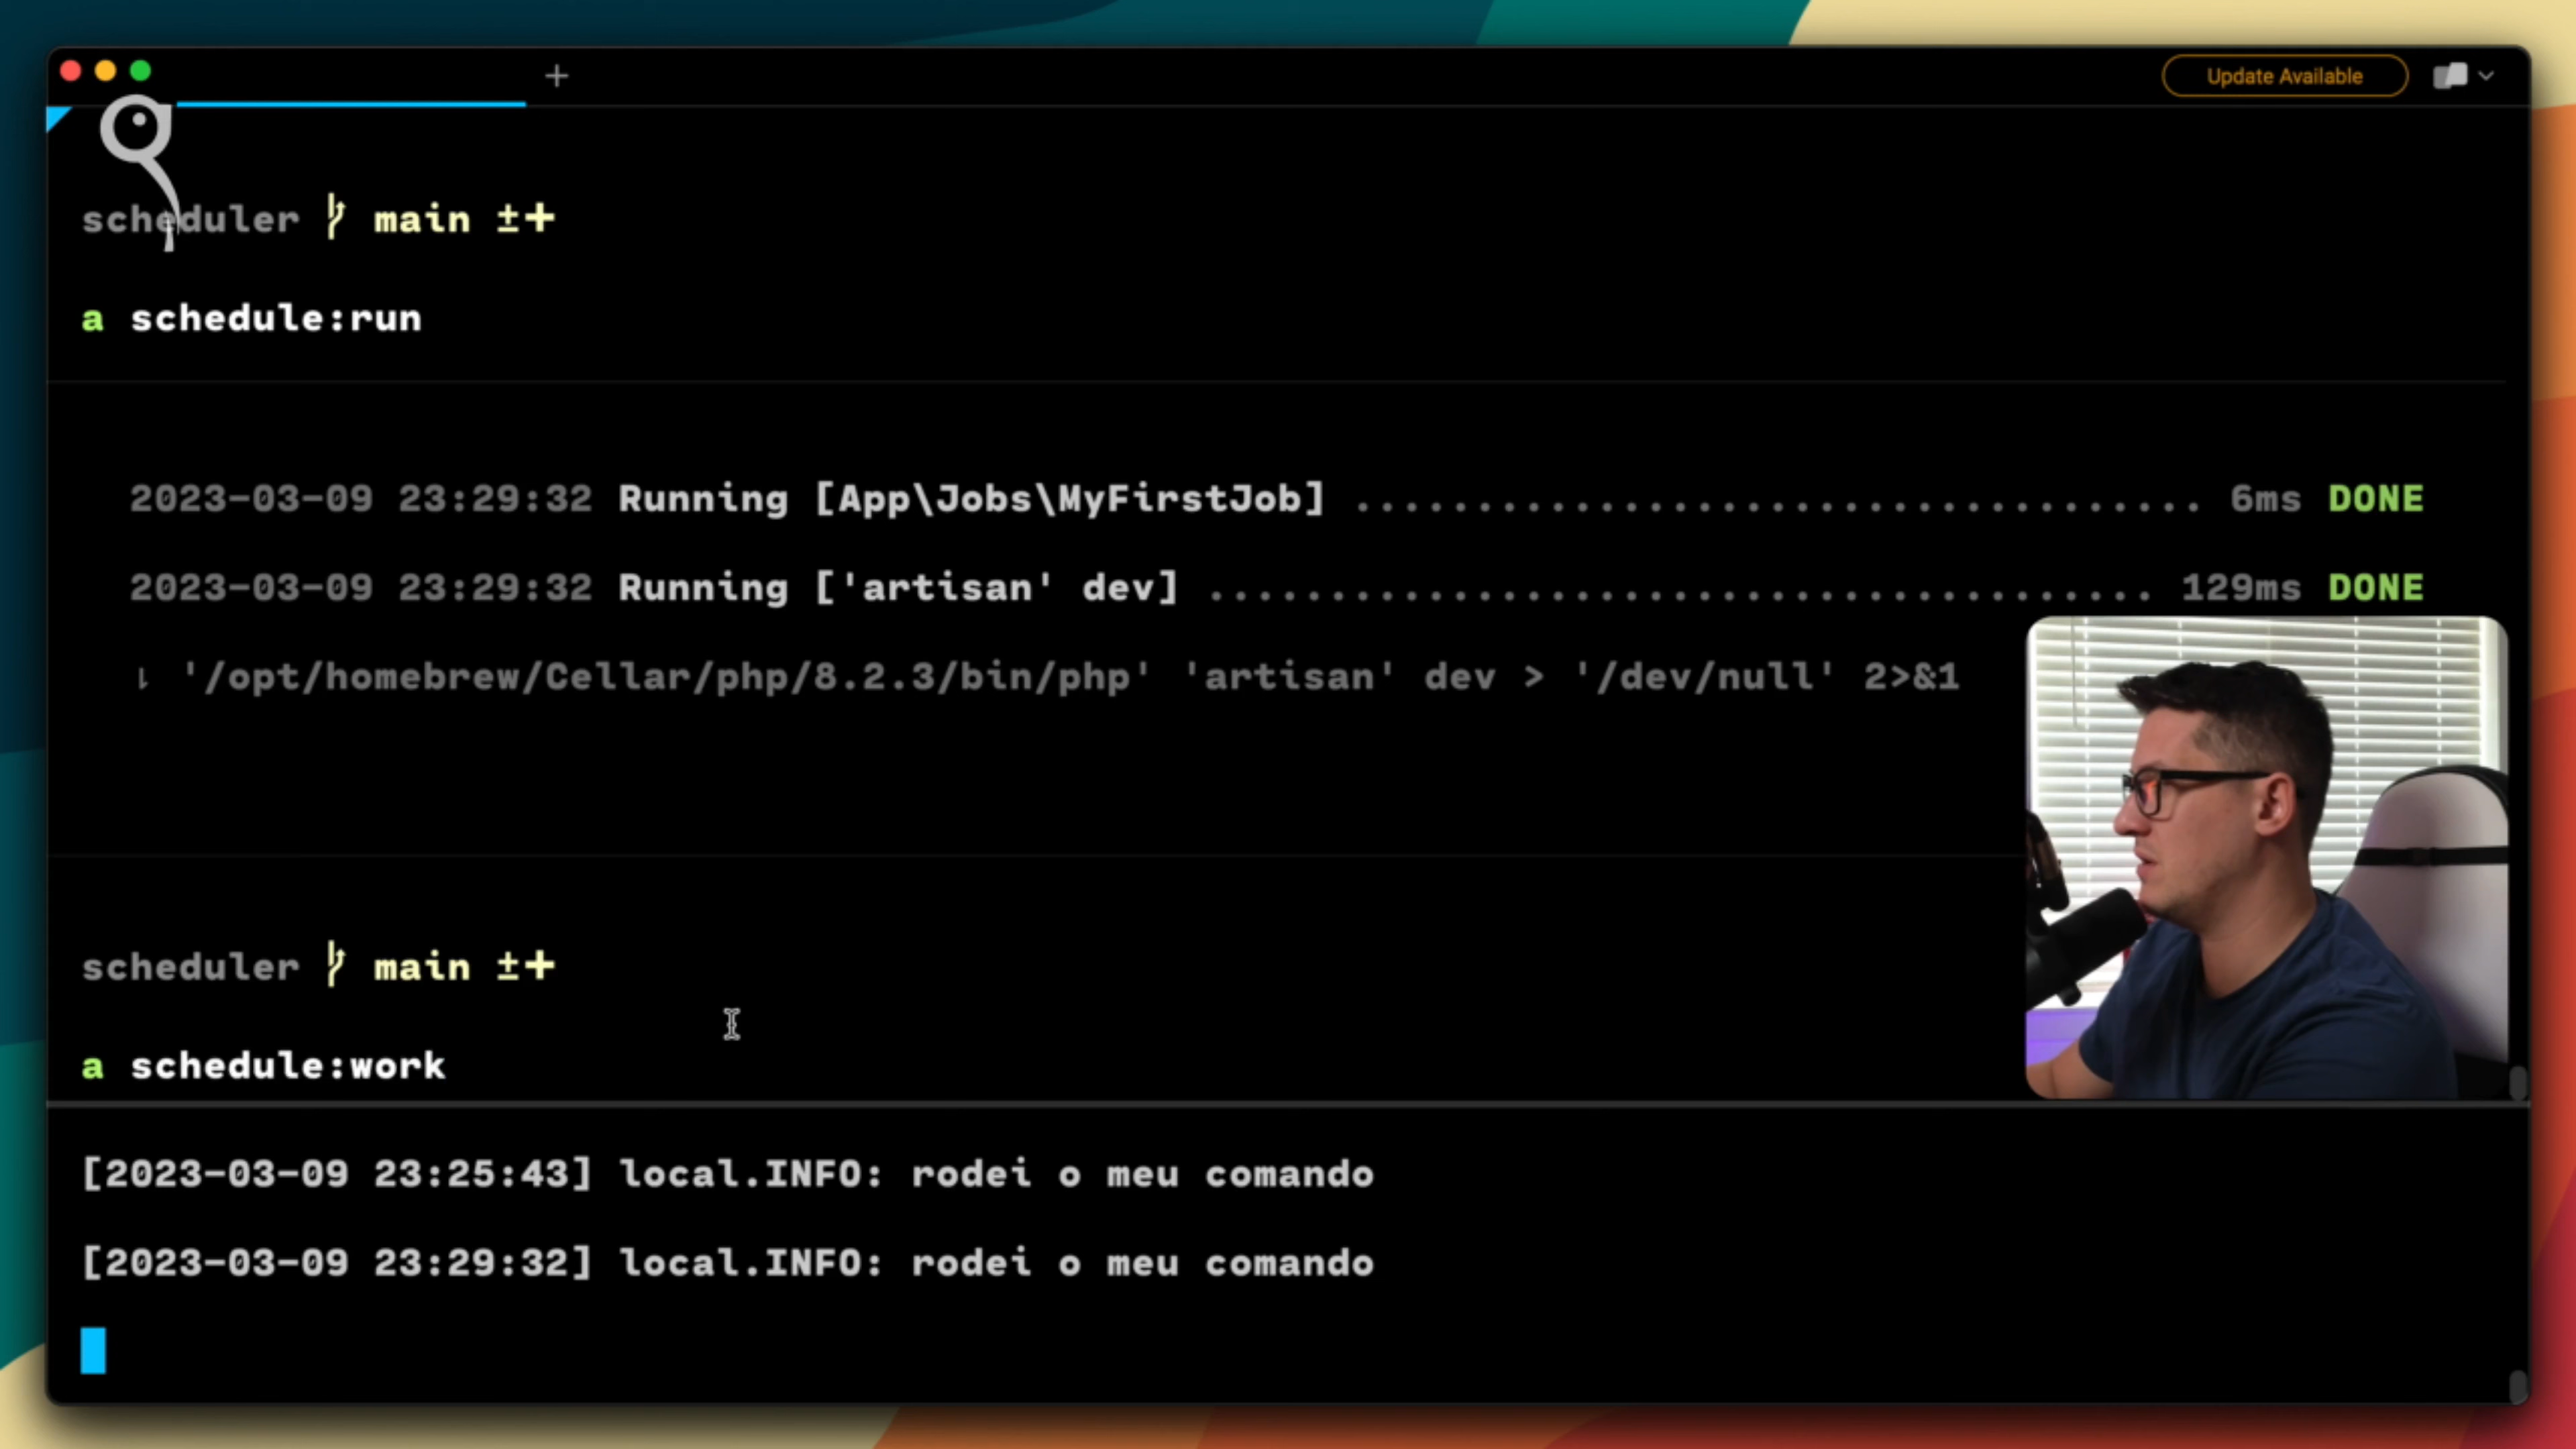 Update Available
scheduler main ±+
a schedule:run
2023-03-09 23:29:32 Running [App\Jobs\MyFirstJob] ................................... 6ms DONE
2023-03-09 23:29:32 Running ['artisan' dev] ....................................... 129ms DONE
⇂ '/opt/homebrew/Cellar/php/8.2.3/bin/php' 'artisan' dev > '/dev/null' 2>&1
scheduler main ±+
a schedule:work
[2023-03-09 23:25:43] local.INFO: rodei o meu comando
[2023-03-09 23:29:32] local.INFO: rodei o meu comando